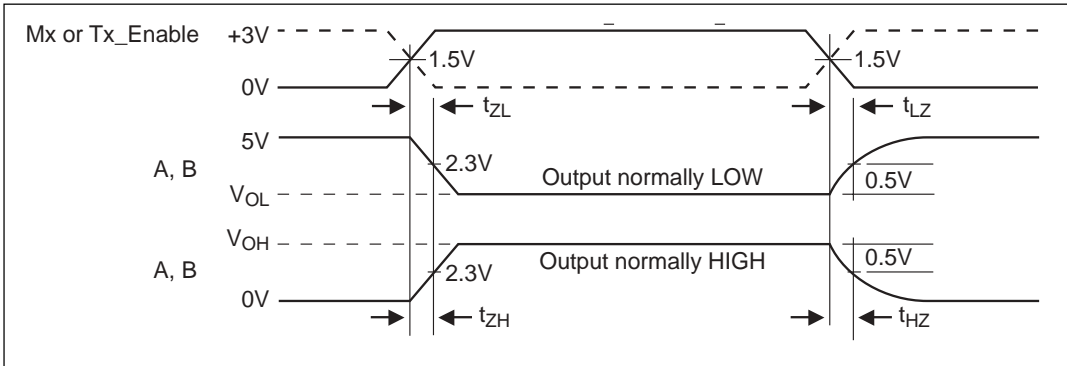 Mx or Tx_Enable
+3V
0V
1.5V
1.5V
tZL
tLZ
A, B
5V
VOL
2.3V
Output normally LOW
0.5V
A, B
VOH
0V
2.3V
Output normally HIGH
0.5V
tZH
tHZ